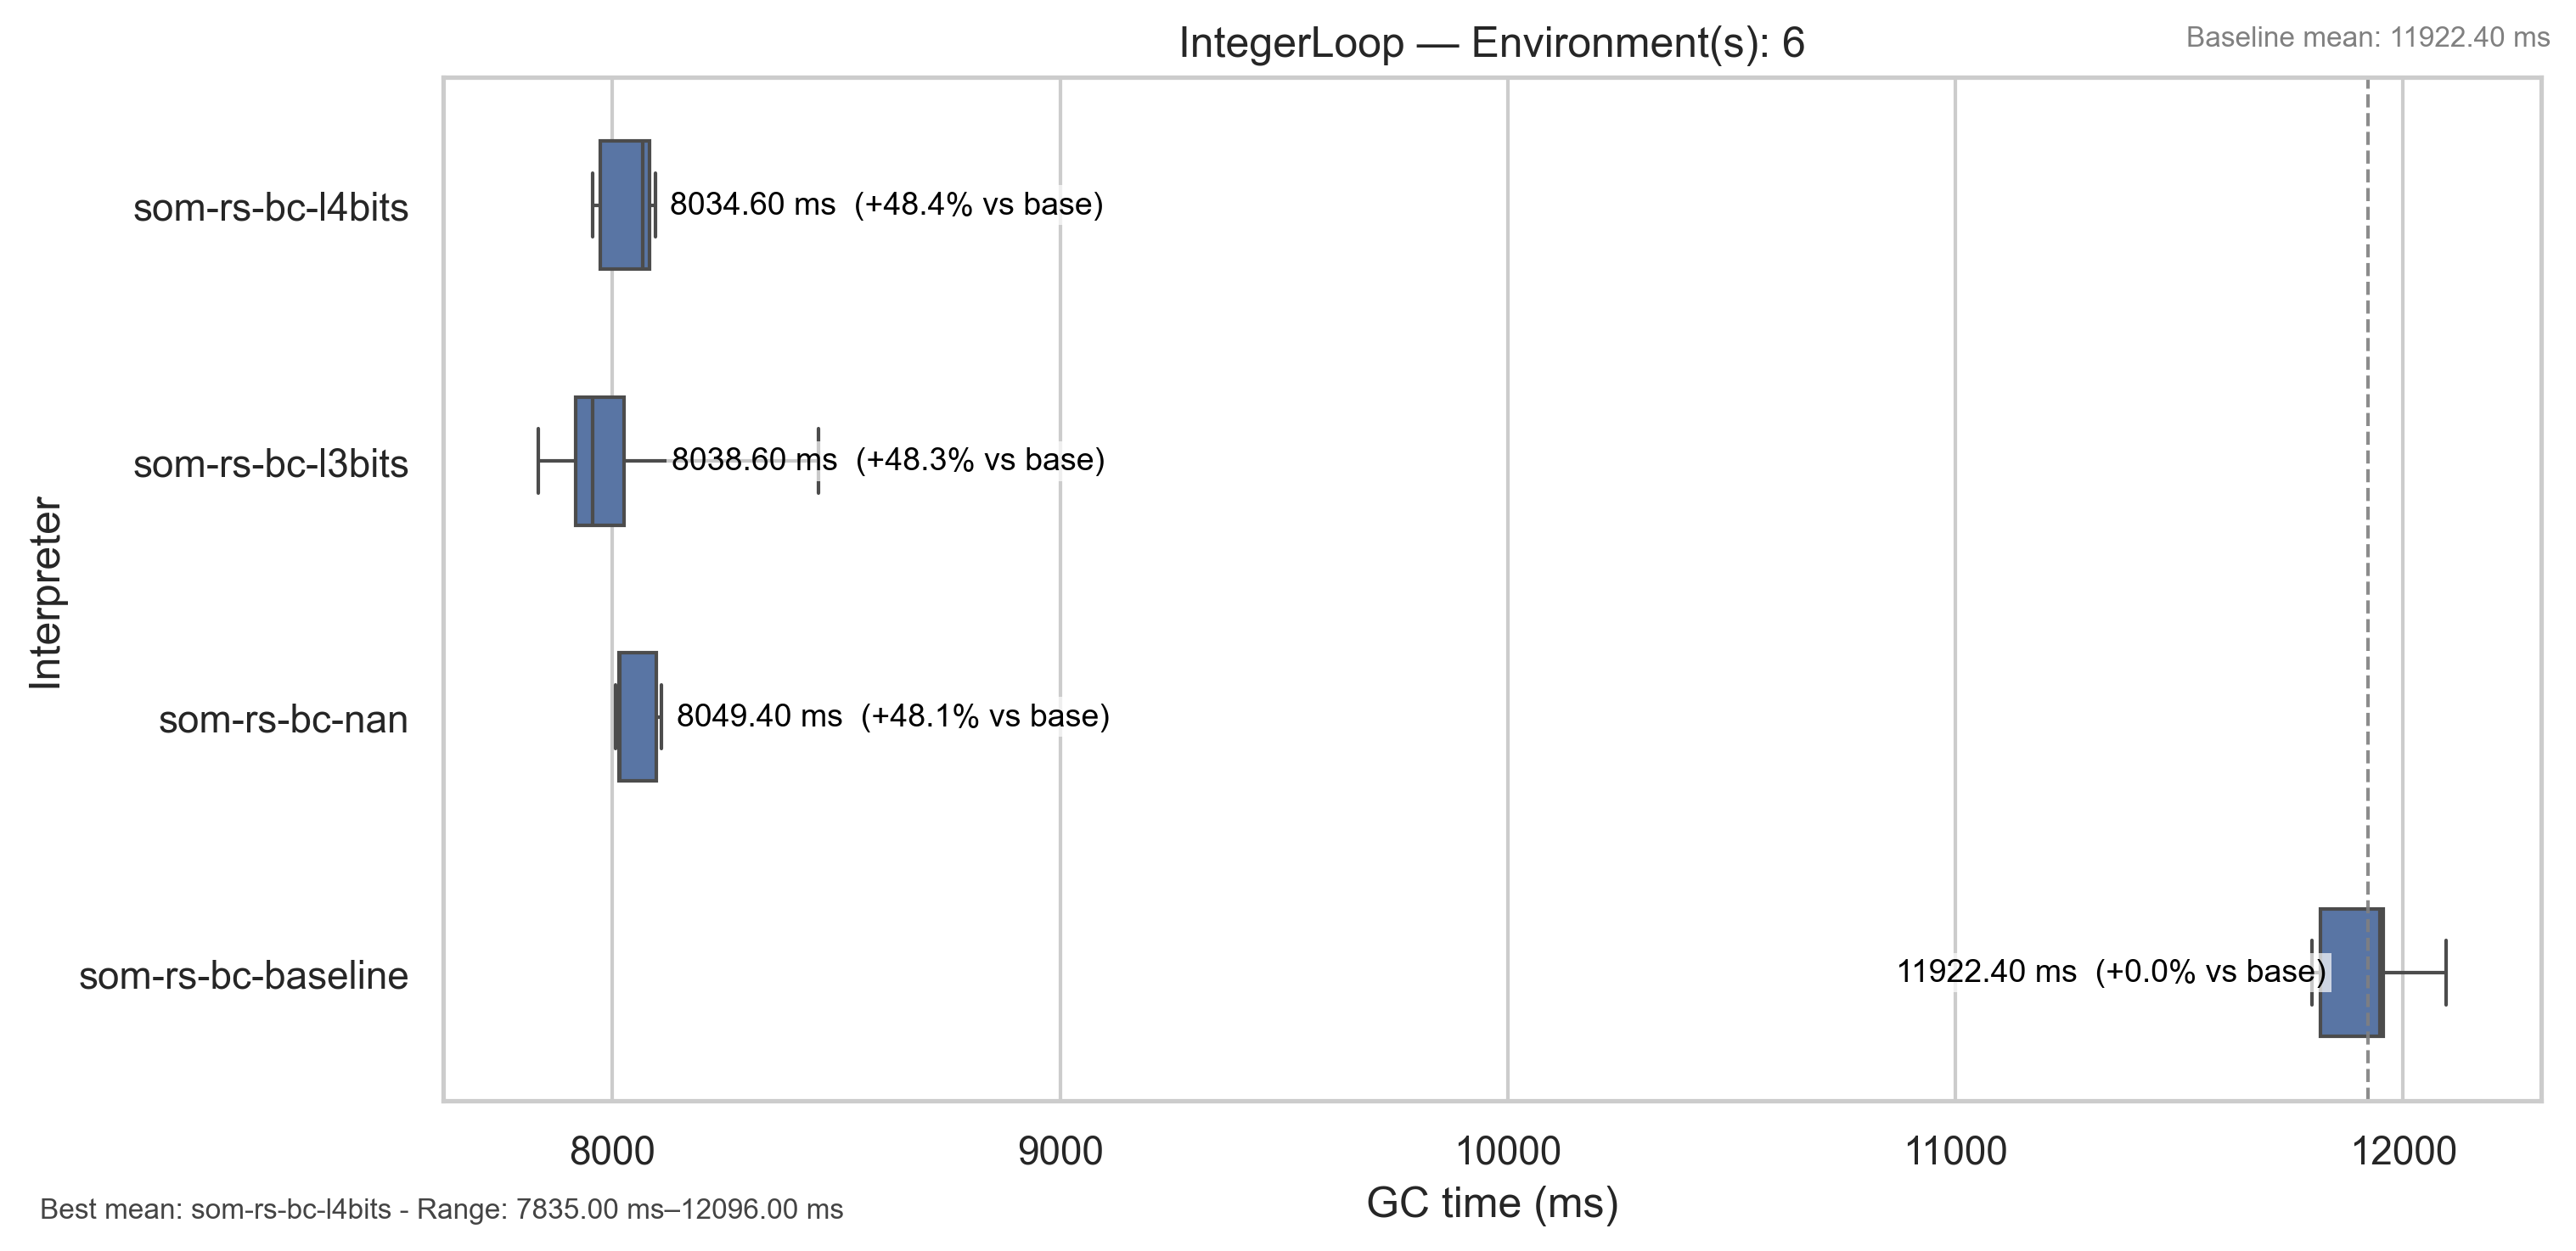 IntegerLoop — Environment(s): 6
Baseline mean: 11922.40 ms
som-rs-bc-l4bits
8034.60 ms  (+48.4% vs base)
som-rs-bc-l3bits
8038.60 ms  (+48.3% vs base)
som-rs-bc-nan
8049.40 ms  (+48.1% vs base)
som-rs-bc-baseline
11922.40 ms  (+0.0% vs base)
Interpreter
8000 9000 10000 11000 12000
GC time (ms)
Best mean: som-rs-bc-l4bits - Range: 7835.00 ms–12096.00 ms